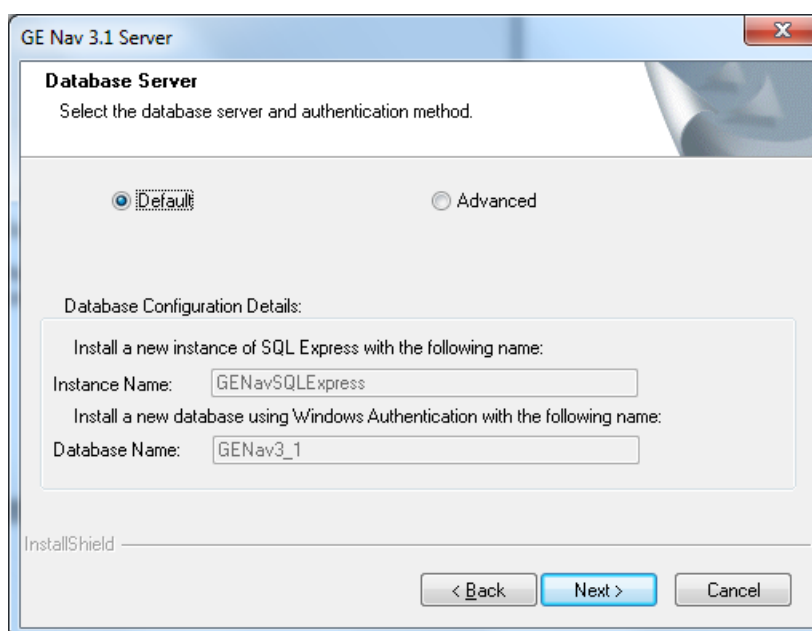 GE Nav 3.1 Server
Database Server
Select the database server and authentication method.
Default
Advanced
Database Configuration Details:
Install a new instance of SQL Express with the following name:
Instance Name: GENavSQLExpress
Install a new database using Windows Authentication with the following name:
Database Name: GENav3_1
InstallShield
< Back Next > Cancel